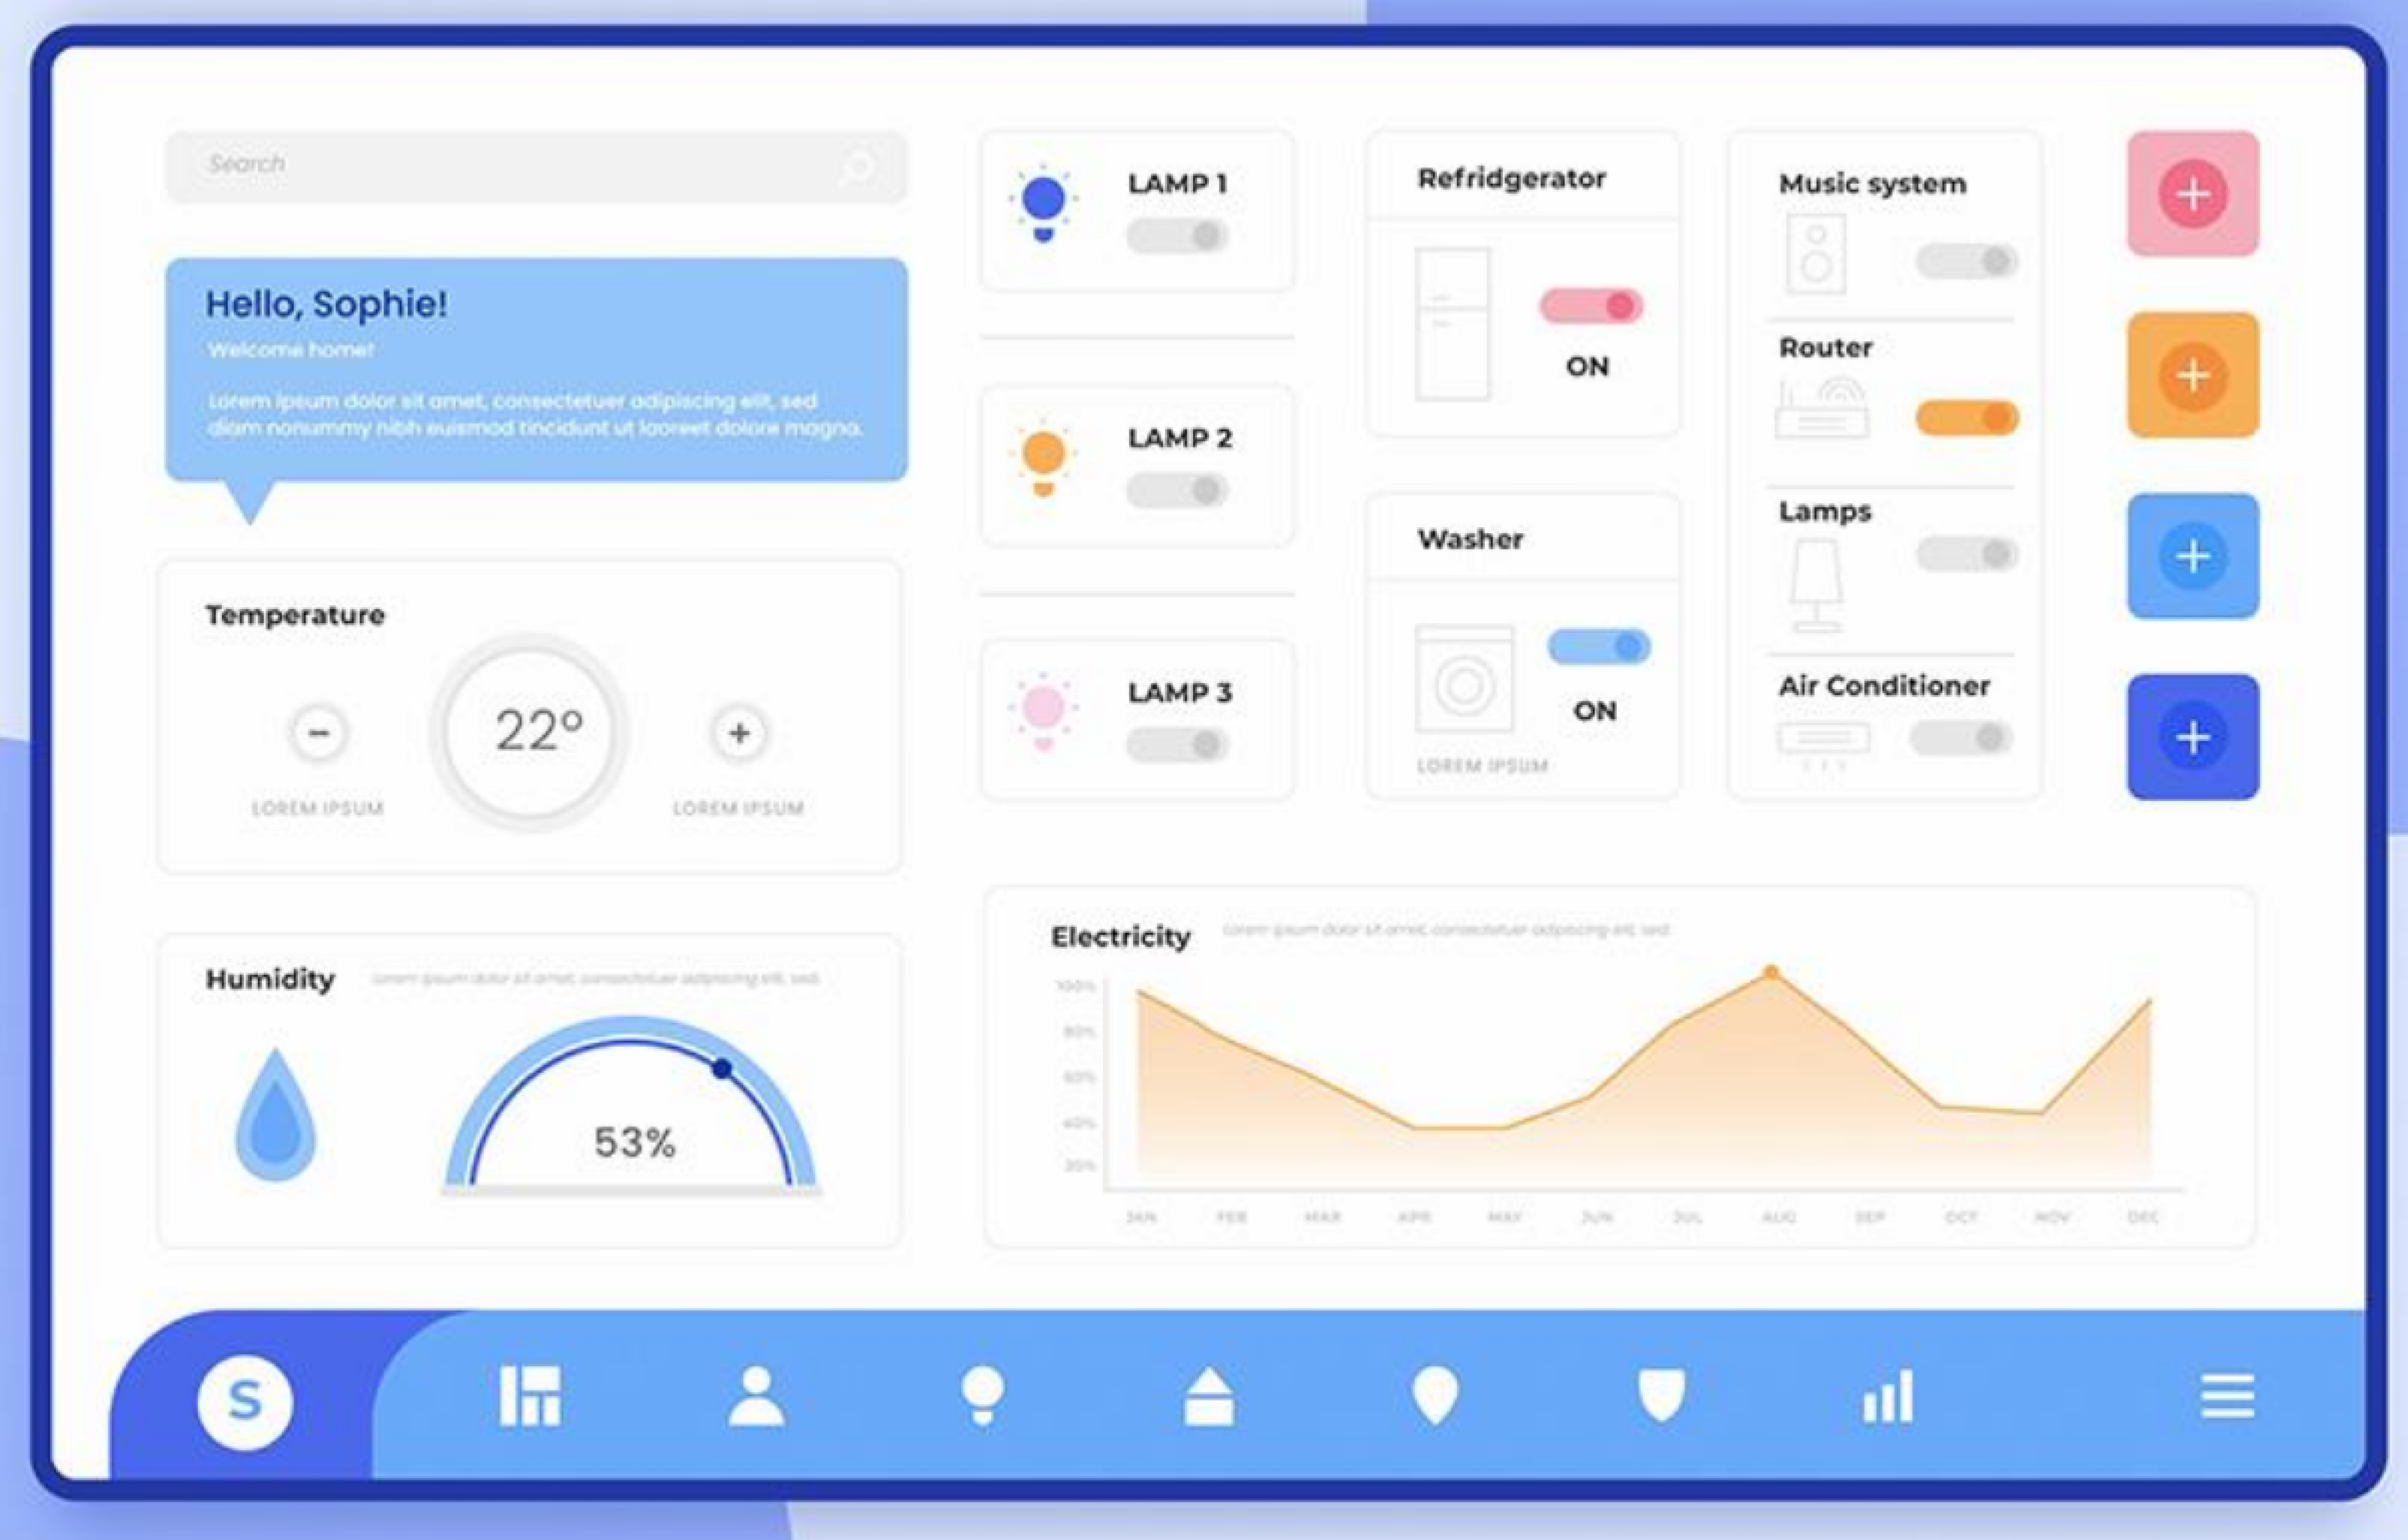 Search
Hello, Sophie!
Welcome home!
Lorem ipsum dolor sit amet, consectetuer adipiscing elit, sed
diam nonummy nibh euismod tincidunt ut laoreet dolore magna.
Temperature
22°
LOREM IPSUM
LOREM IPSUM
Humidity
Lorem ipsum dolor sit amet, consectetuer adipiscing elit, sed.
53%
LAMP 1
LAMP 2
LAMP 3
Refridgerator
ON
Washer
ON
LOREM IPSUM
Music system
Router
Lamps
Air Conditioner
Electricity
Lorem ipsum dolor sit amet, consectetuer adipiscing elit, sed
100%
80%
60%
40%
20%
JAN FEB MAR APR MAY JUN JUL AUG SEP OCT NOV DEC
S